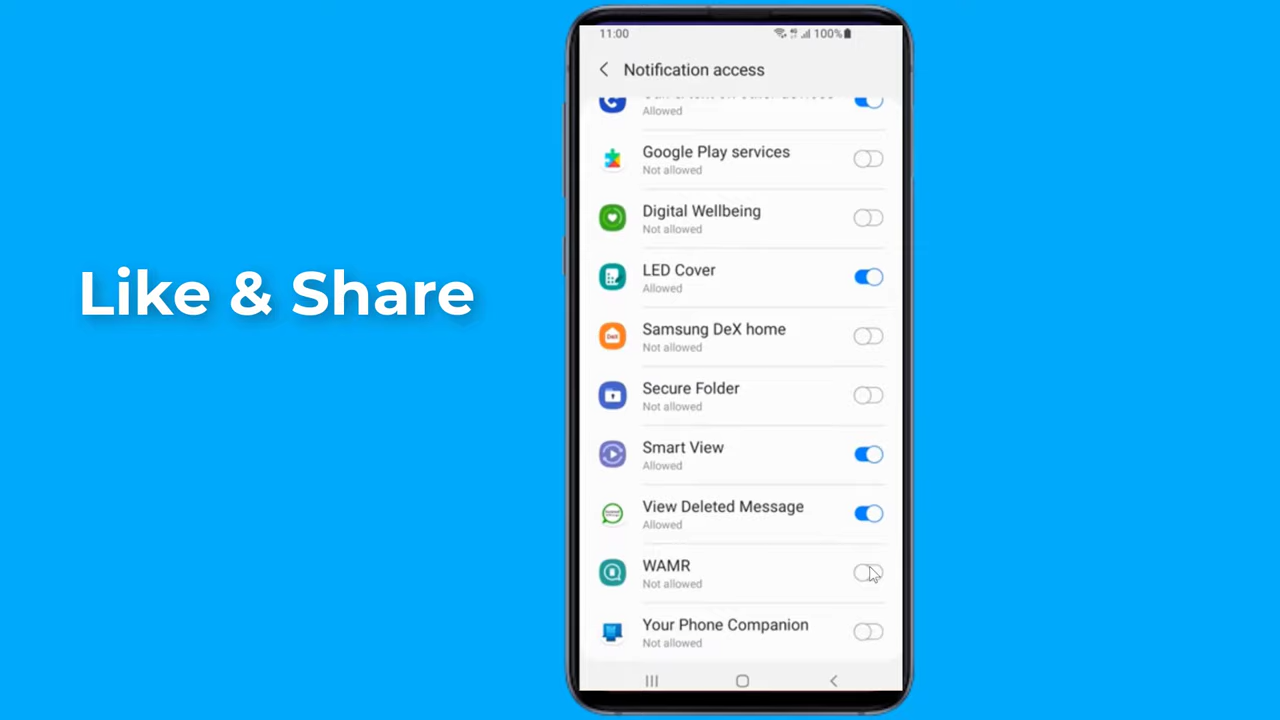 Like & Share
11:00
100%
Notification access
Allowed
Google Play services
Not allowed
Digital Wellbeing
Not allowed
LED Cover
Allowed
Samsung DeX home
Not allowed
Secure Folder
Not allowed
Smart View
Allowed
View Deleted Message
Allowed
WAMR
Not allowed
Your Phone Companion
Not allowed